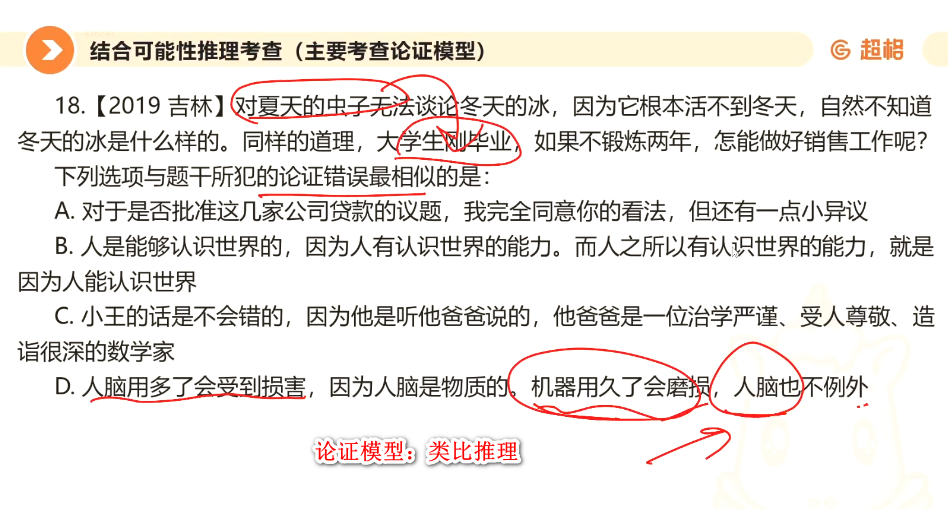 结合可能性推理考查（主要考查论证模型）
超格
18.【2019 吉林】对夏天的虫子无法谈论冬天的冰，因为它根本活不到冬天，自然不知道
冬天的冰是什么样的。同样的道理，大学生刚毕业，如果不锻炼两年，怎能做好销售工作呢？
下列选项与题干所犯的论证错误最相似的是：
A. 对于是否批准这几家公司贷款的议题，我完全同意你的看法，但还有一点小异议
B. 人是能够认识世界的，因为人有认识世界的能力。而人之所以有认识世界的能力，就是
因为人能认识世界
C. 小王的话是不会错的，因为他是听他爸爸说的，他爸爸是一位治学严谨、受人尊敬、造
诣很深的数学家
D. 人脑用多了会受到损害，因为人脑是物质的。机器用久了会磨损，人脑也不例外
论证模型：类比推理